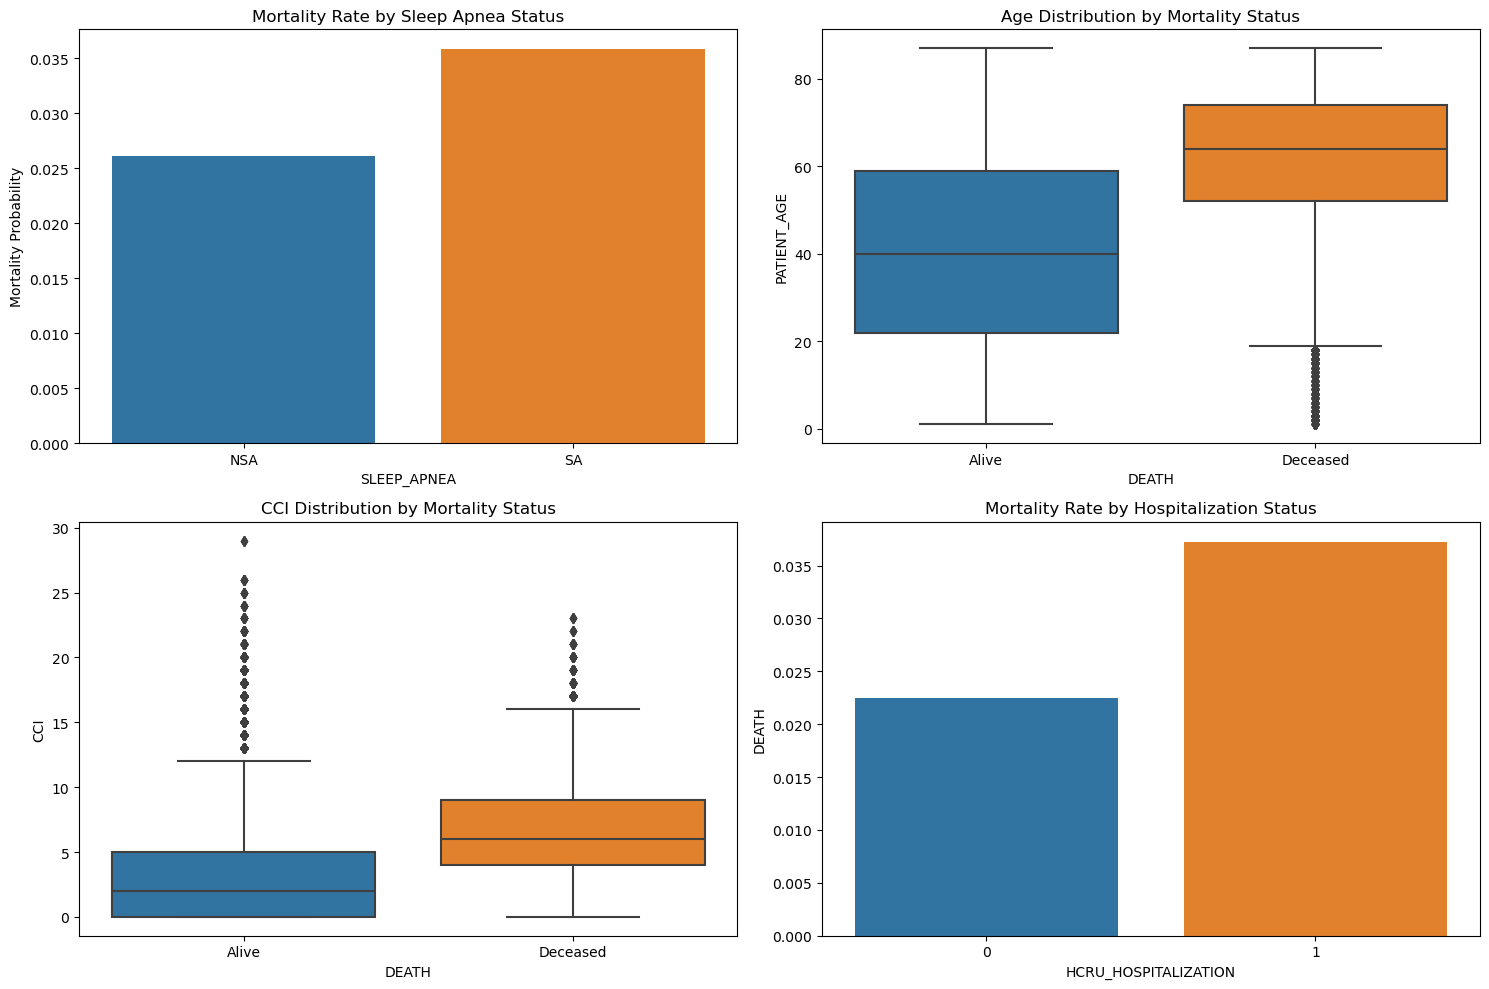 Mortality Rate by Sleep Apnea Status
Mortality Probability
0.035
0.030
0.025
0.020
0.015
0.010
0.005
0.000
NSA SA
SLEEP_APNEA
Age Distribution by Mortality Status
PATIENT_AGE
80
60
40
20
0
Alive Deceased
DEATH
CCI Distribution by Mortality Status
CCI
30
25
20
15
10
5
0
Alive Deceased
DEATH
Mortality Rate by Hospitalization Status
DEATH
0.035
0.030
0.025
0.020
0.015
0.010
0.005
0.000
0 1
HCRU_HOSPITALIZATION